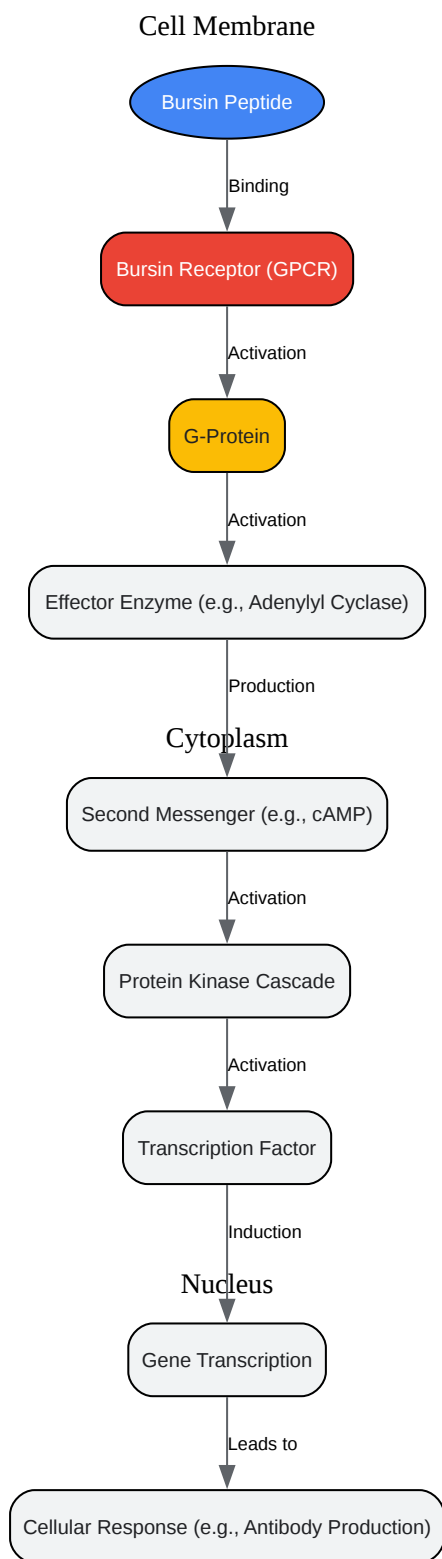 Cell Membrane
Bursin Peptide
Binding
Bursin Receptor (GPCR)
Activation
G-Protein
Activation
Effector Enzyme (e.g., Adenylyl Cyclase)
Production
Cytoplasm
Second Messenger (e.g., cAMP)
Activation
Protein Kinase Cascade
Activation
Transcription Factor
Induction
Nucleus
Gene Transcription
Leads to
Cellular Response (e.g., Antibody Production)